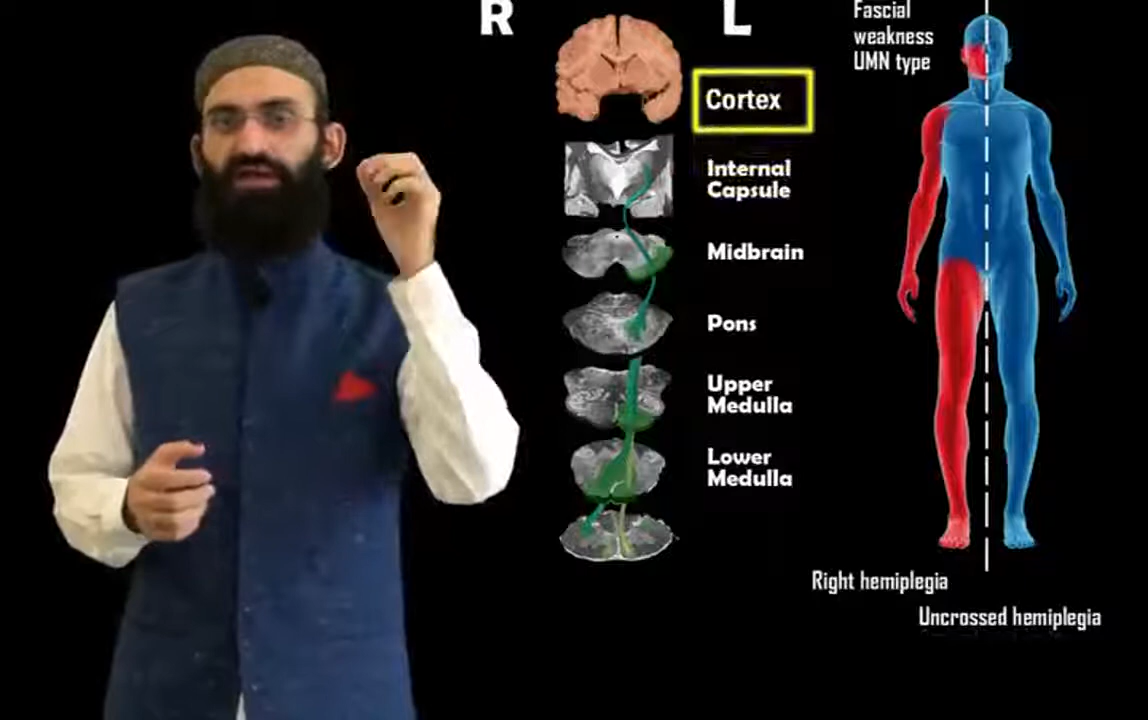 R
L
Fascial
weakness
UMN type
Cortex
Internal
Capsule
Midbrain
Pons
Upper
Medulla
Lower
Medulla
Right hemiplegia
Uncrossed hemiplegia